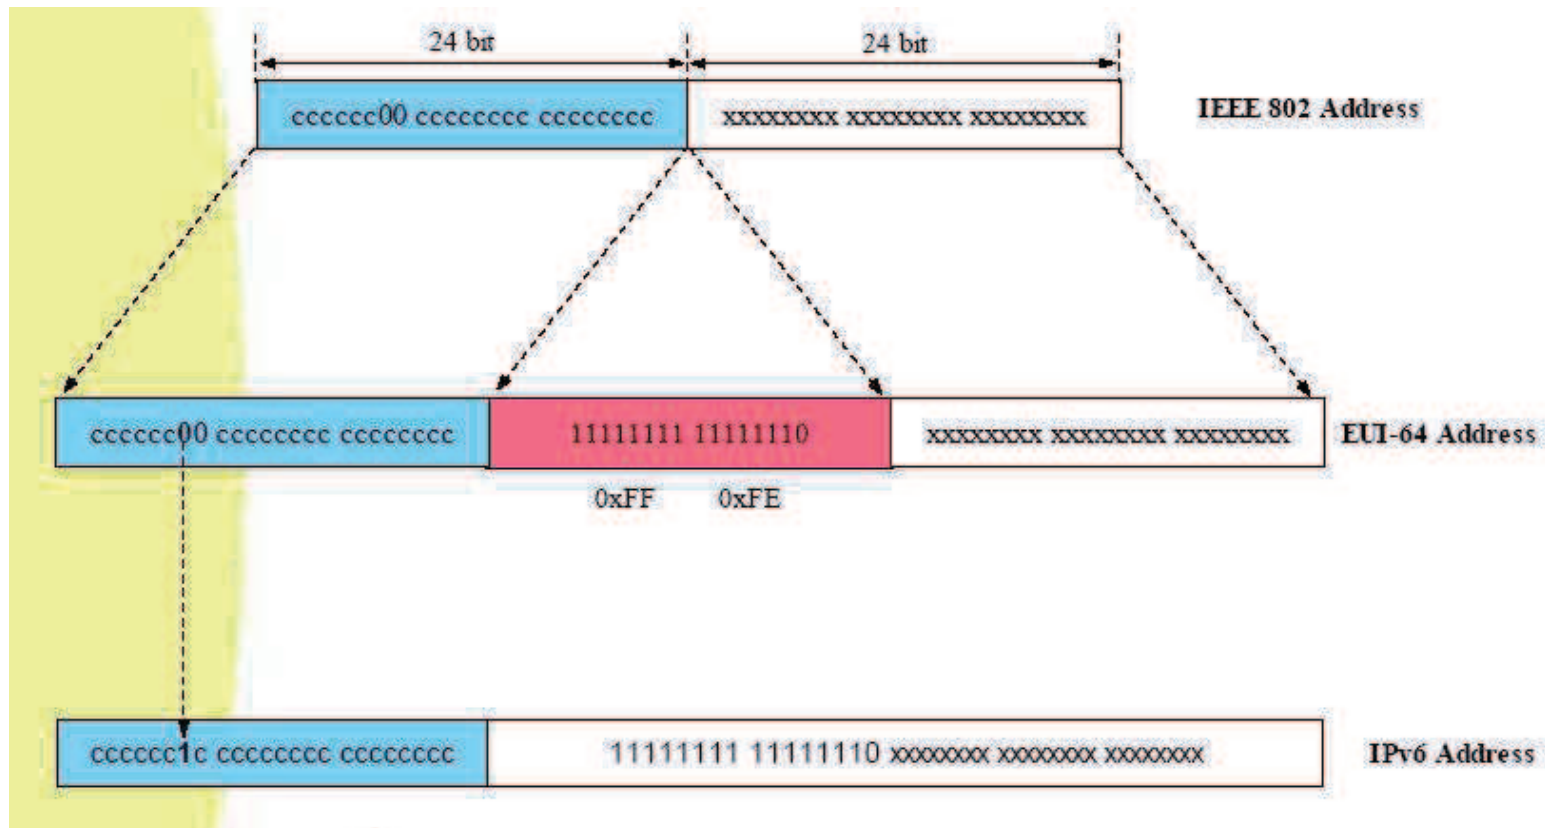 24 bit 24 bit
cccccc00 cccccccc cccccccc xxxxxxxx xxxxxxxx xxxxxxxx IEEE 802 Address
cccccc00 cccccccc cccccccc 11111111 11111110 xxxxxxxx xxxxxxxx xxxxxxxx EUI-64 Address
0xFF 0xFE
cccccc1c cccccccc cccccccc 11111111 11111110 xxxxxxxx xxxxxxxx xxxxxxxx IPv6 Address